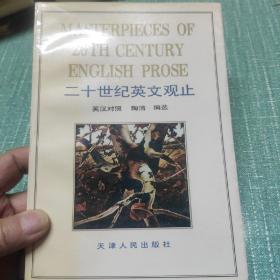 MASTERPIECES OF
20TH CENTURY
ENGLISH PROSE
二十世纪英文观止
英汉对照 陶洁 编选
天津人民出版社